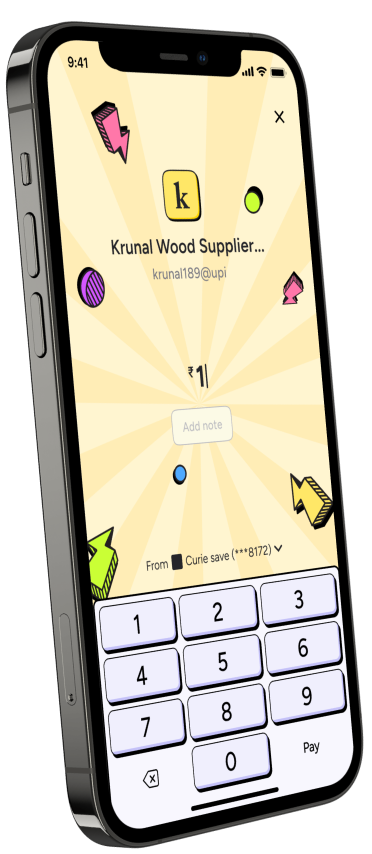 9:41
k
Krunal Wood Supplier...
krunal189@upi
₹1
Add note
From Curie save (***8172)
1 2 3
4 5 6
7 8 9
0 Pay